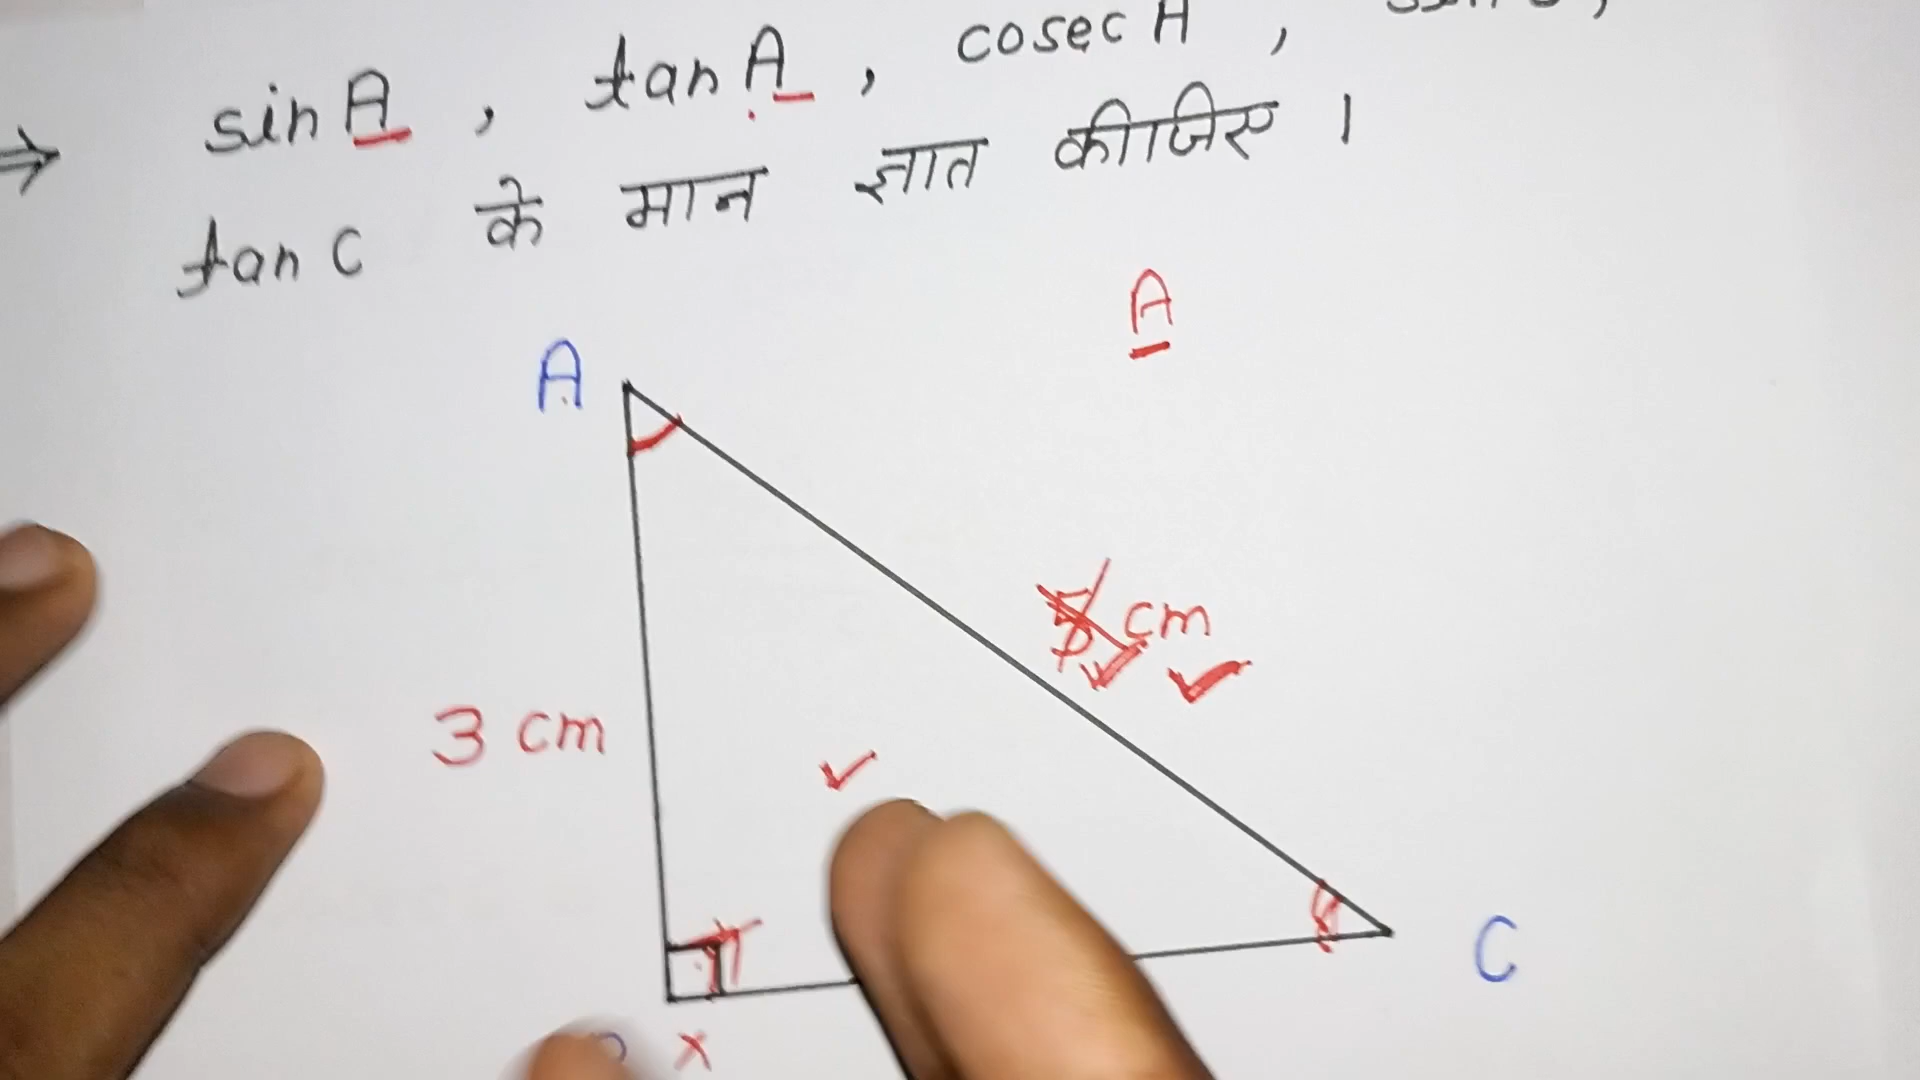 ⇒ sin A , tan A , cosec A ,
tan C के मान ज्ञात कीजिए ।
A
A
cm
3 cm
C
x